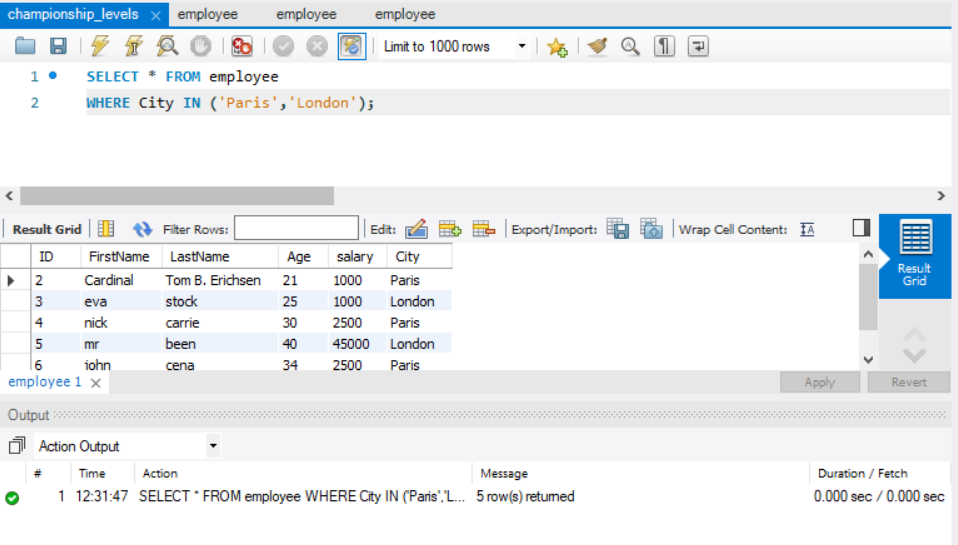 championship_levels × employee employee employee
Limit to 1000 rows
1 SELECT * FROM employee
2 WHERE City IN ('Paris','London');
Result Grid Filter Rows: Edit: Export/Import: Wrap Cell Content: IA
ID FirstName LastName Age salary City
2 Cardinal Tom B. Erichsen 21 1000 Paris
3 eva stock 25 1000 London
4 nick carrie 30 2500 Paris
5 mr been 40 45000 London
6 john cena 34 2500 Paris
Result
Grid
employee 1 × Apply Revert
Output
Action Output
# Time Action Message Duration / Fetch
1 12:31:47 SELECT * FROM employee WHERE City IN ('Paris','L... 5 row(s) returned 0.000 sec / 0.000 sec